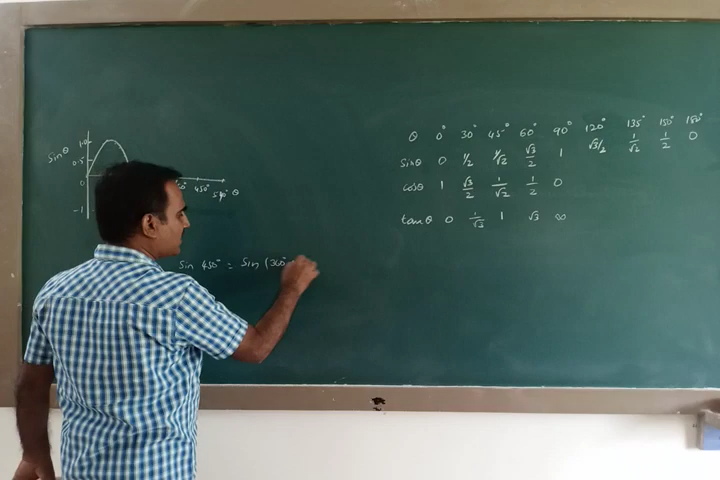 sinθ
1.0
0.5
0
-1
450° 540° θ
Sin 450° = Sin (360°
θ 0° 30° 45° 60° 90° 120° 135° 150° 180°
Sinθ 0 1/2 1/√2 √3/2 1 √3/2 1/√2 1/2 0
cosθ 1 √3/2 1/√2 1/2 0
tanθ 0 1/√3 1 √3 ∞